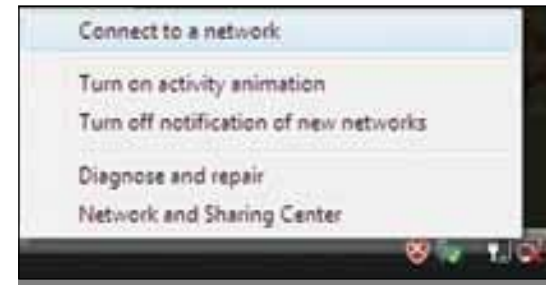 Connect to a network
Turn on activity animation
Turn off notification of new networks
Diagnose and repair
Network and Sharing Center